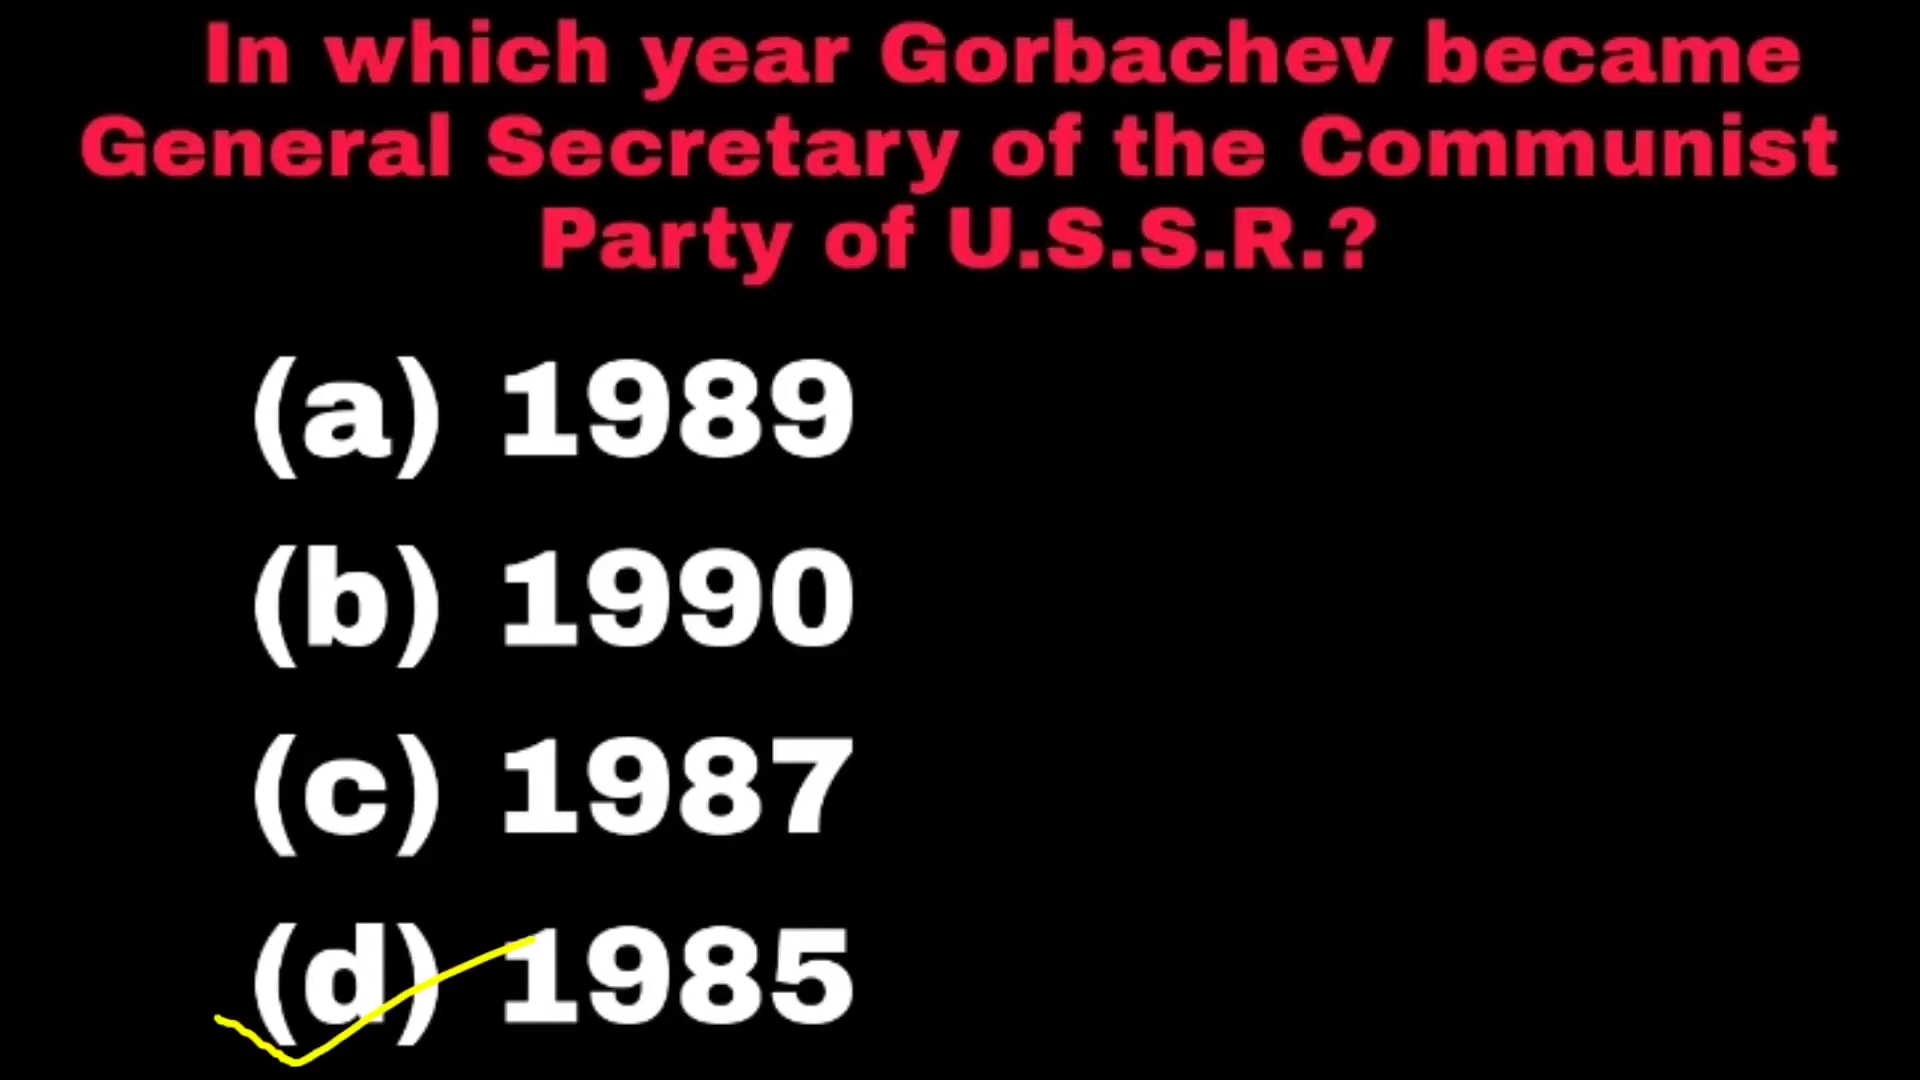 In which year Gorbachev became
General Secretary of the Communist
Party of U.S.S.R.?
(a) 1989
(b) 1990
(c) 1987
(d) 1985